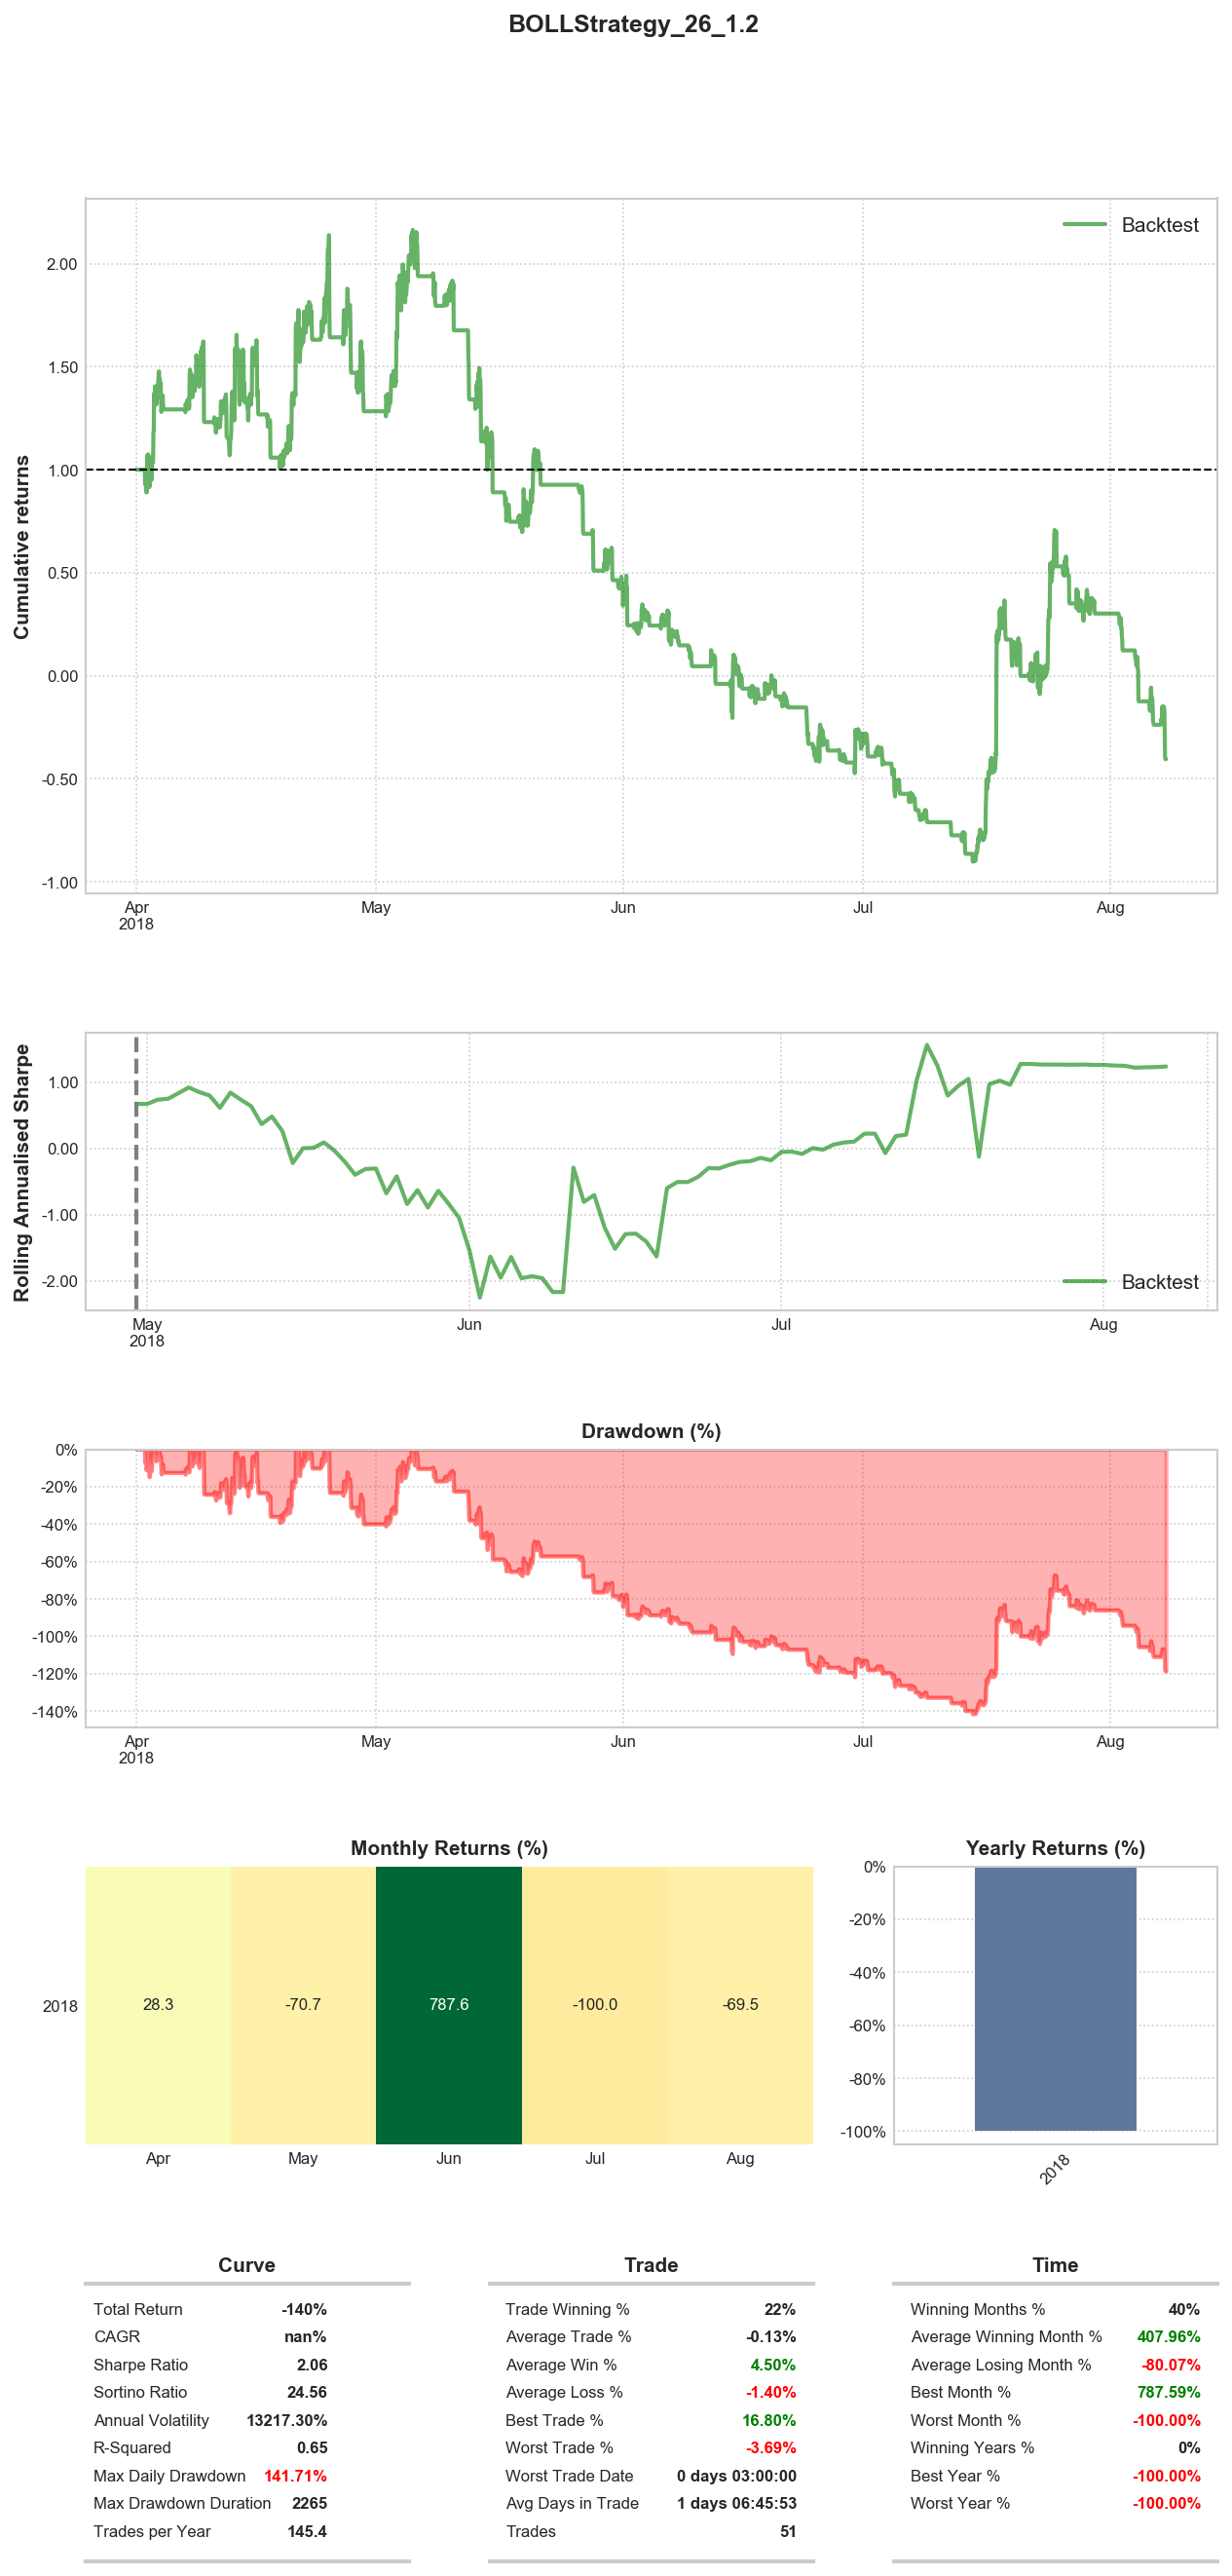 BOLLStrategy_26_1.2
Backtest
Cumulative returns
2.00
1.50
1.00
0.50
0.00
-0.50
-1.00
Apr May Jun Jul Aug
2018
Rolling Annualised Sharpe
1.00
0.00
-1.00
-2.00
Backtest
May Jun Jul Aug
2018
Drawdown (%)
0%
-20%
-40%
-60%
-80%
-100%
-120%
-140%
Apr May Jun Jul Aug
2018
Monthly Returns (%)
2018 28.3 -70.7 787.6 -100.0 -69.5
Apr May Jun Jul Aug
Yearly Returns (%)
0%
-20%
-40%
-60%
-80%
-100%
2018
Curve
Total Return -140%
CAGR nan%
Sharpe Ratio 2.06
Sortino Ratio 24.56
Annual Volatility 13217.30%
R-Squared 0.65
Max Daily Drawdown 141.71%
Max Drawdown Duration 2265
Trades per Year 145.4
Trade
Trade Winning % 22%
Average Trade % -0.13%
Average Win % 4.50%
Average Loss % -1.40%
Best Trade % 16.80%
Worst Trade % -3.69%
Worst Trade Date 0 days 03:00:00
Avg Days in Trade 1 days 06:45:53
Trades 51
Time
Winning Months % 40%
Average Winning Month % 407.96%
Average Losing Month % -80.07%
Best Month % 787.59%
Worst Month % -100.00%
Winning Years % 0%
Best Year % -100.00%
Worst Year % -100.00%